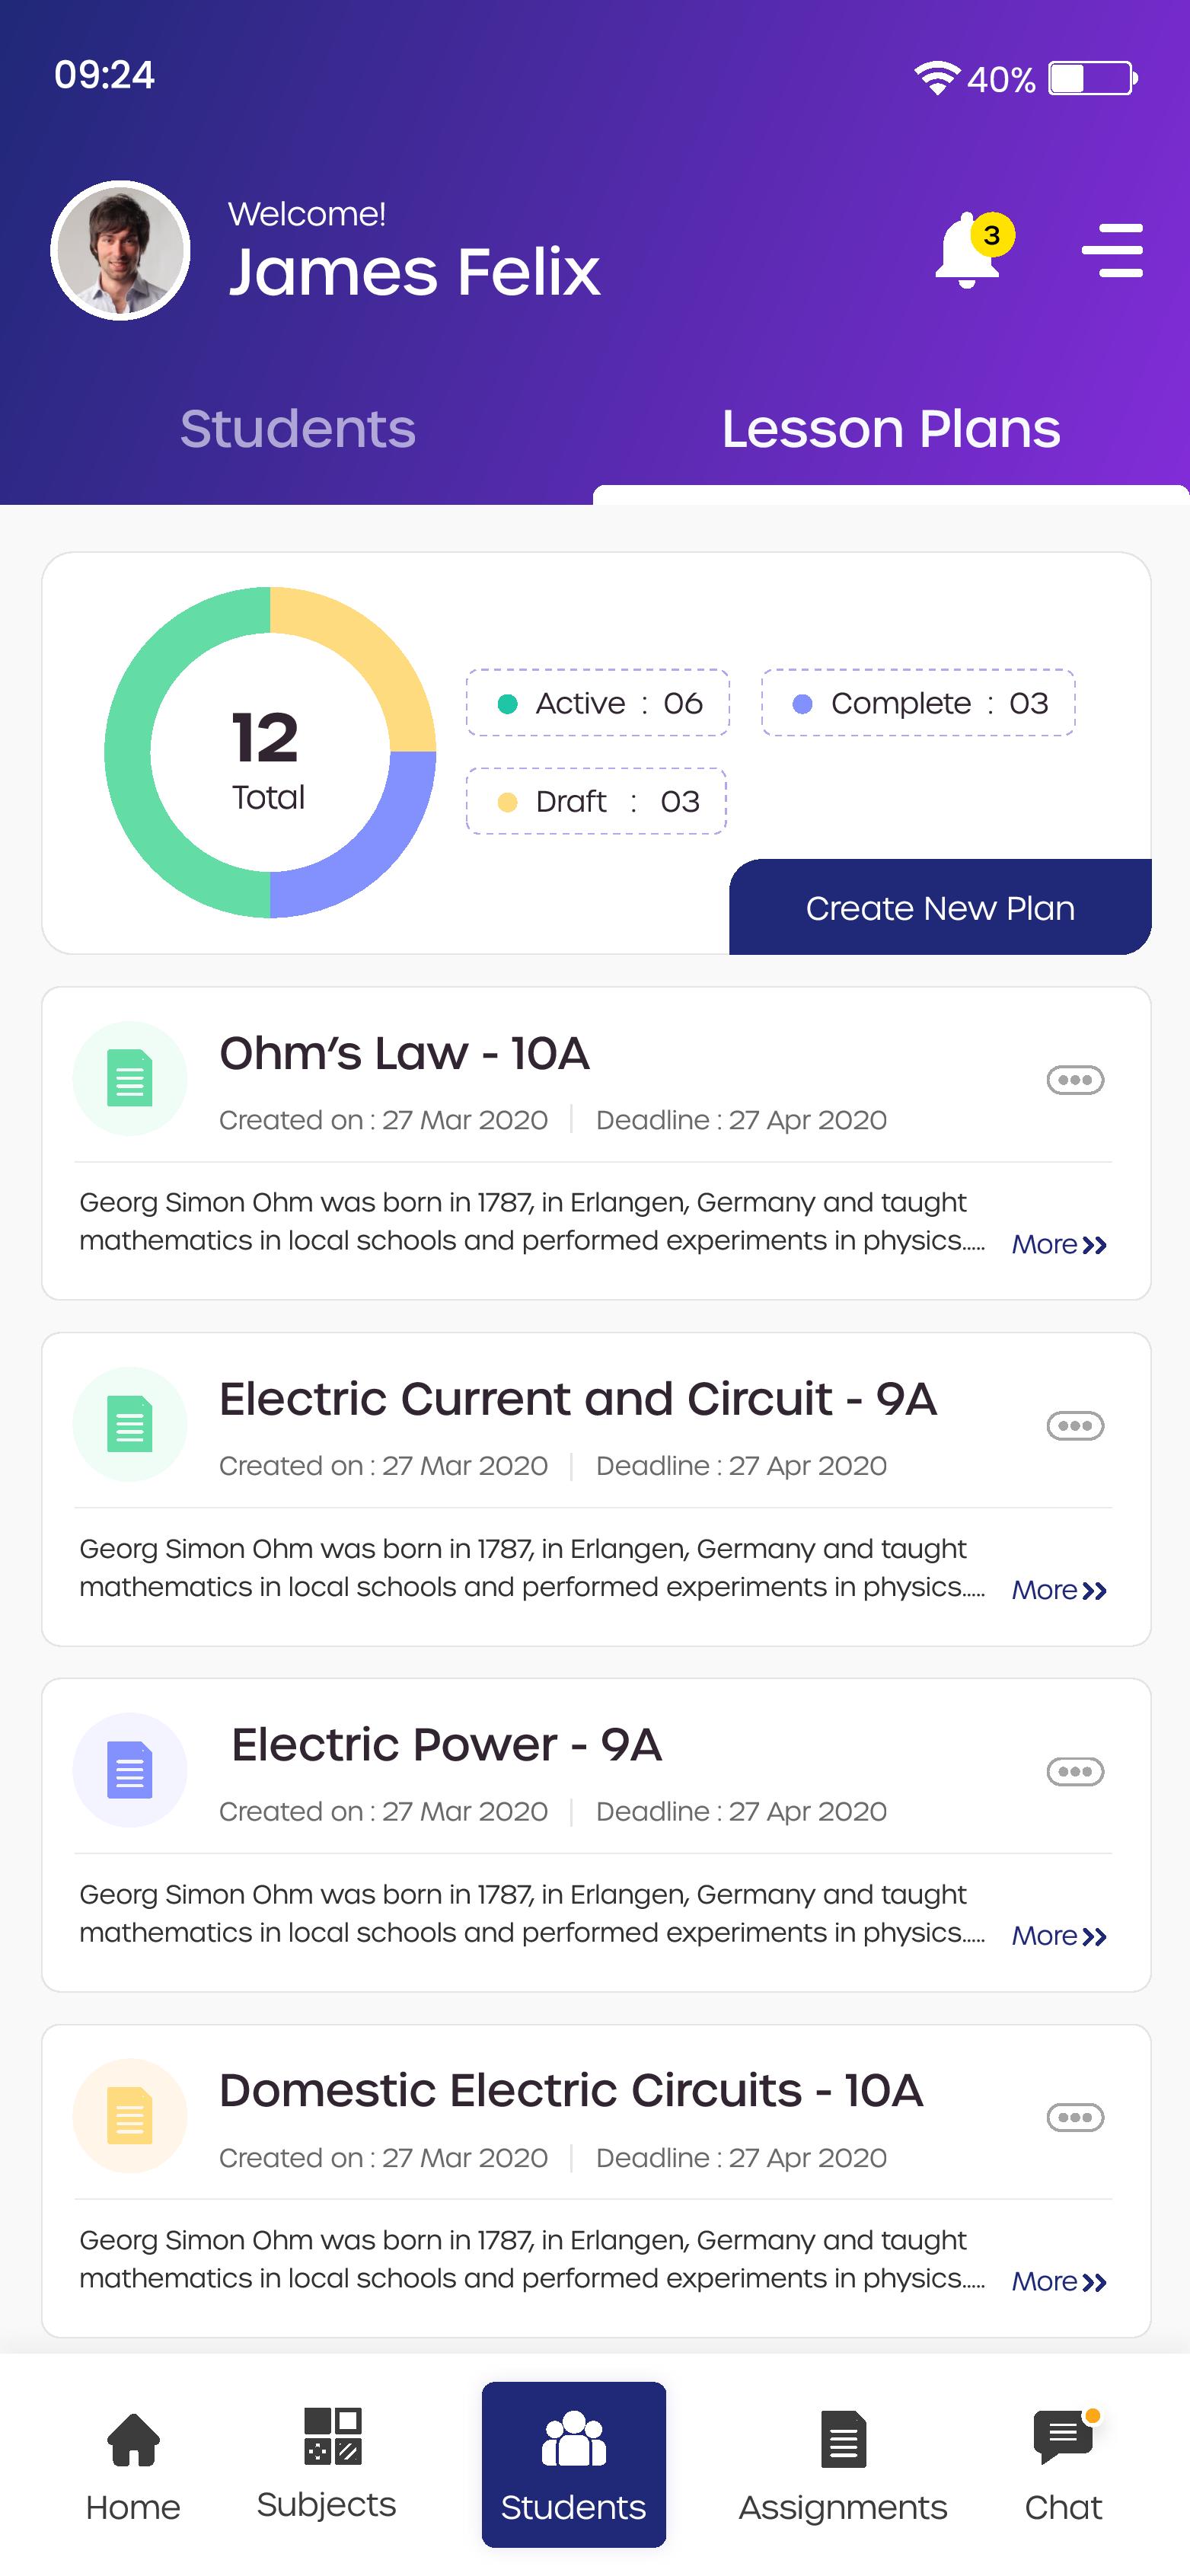 09:24
40%
Welcome!
James Felix
3
Students
Lesson Plans
12
Total
Active : 06
Complete : 03
Draft : 03
Create New Plan
Ohm's Law - 10A
Created on : 27 Mar 2020
Deadline : 27 Apr 2020
Georg Simon Ohm was born in 1787, in Erlangen, Germany and taught
mathematics in local schools and performed experiments in physics.....
More
Electric Current and Circuit - 9A
Created on : 27 Mar 2020
Deadline : 27 Apr 2020
Georg Simon Ohm was born in 1787, in Erlangen, Germany and taught
mathematics in local schools and performed experiments in physics.....
More
Electric Power - 9A
Created on : 27 Mar 2020
Deadline : 27 Apr 2020
Georg Simon Ohm was born in 1787, in Erlangen, Germany and taught
mathematics in local schools and performed experiments in physics.....
More
Domestic Electric Circuits - 10A
Created on : 27 Mar 2020
Deadline : 27 Apr 2020
Georg Simon Ohm was born in 1787, in Erlangen, Germany and taught
mathematics in local schools and performed experiments in physics.....
More
Home
Subjects
Students
Assignments
Chat